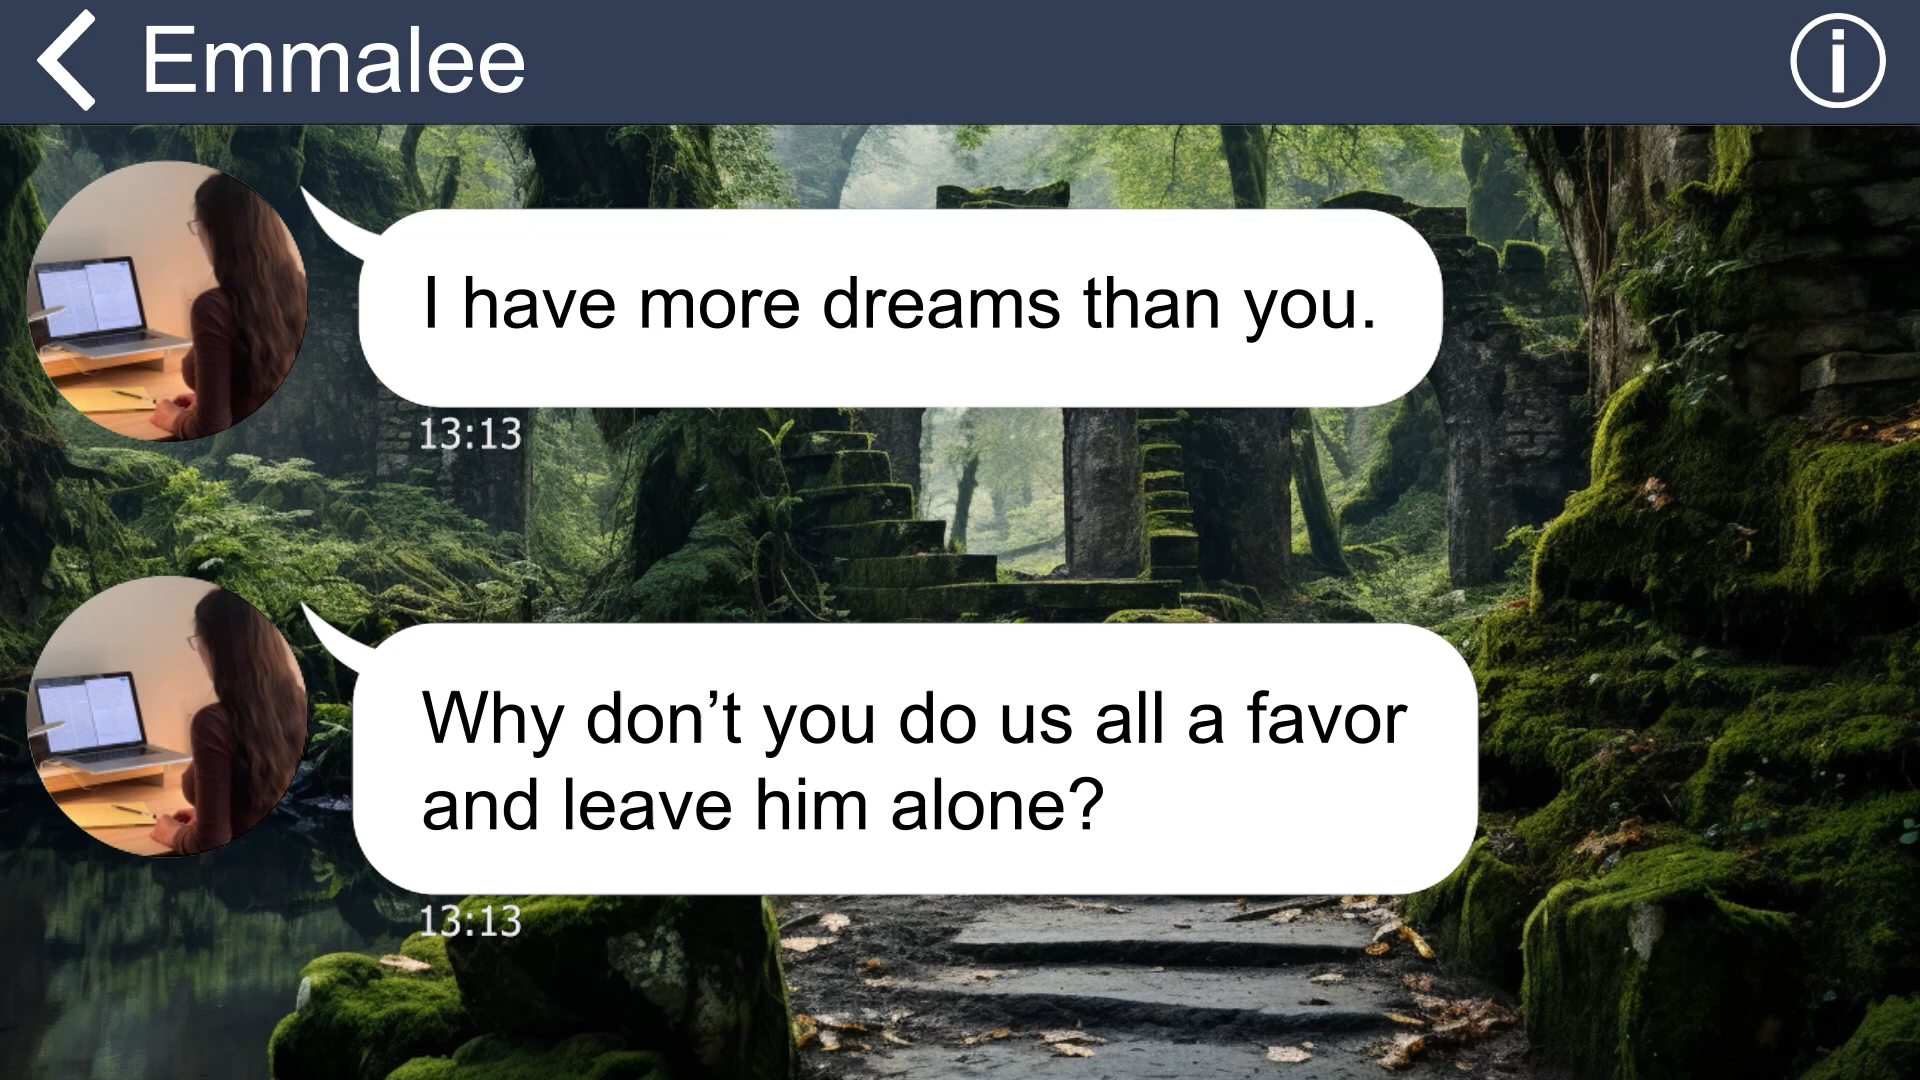 Emmalee
I have more dreams than you.
13:13
Why don’t you do us all a favor
and leave him alone?
13:13